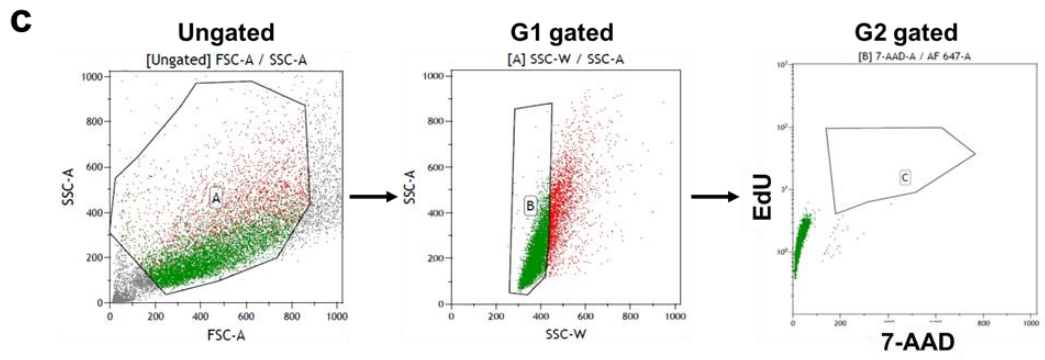 C
Ungated
G1 gated
G2 gated
[Ungated] FSC-A / SSC-A
[A] SSC-W / SSC-A
[B] 7-AAD-A / AF 647-A
SSC-A
1000
800
600
400
200
0
A
0 200 400 600 800 1000
FSC-A
SSC-A
1000
800
600
400
200
0
B
0 200 400 600 800 1000
SSC-W
EdU
C
0 200 800 1000
7-AAD